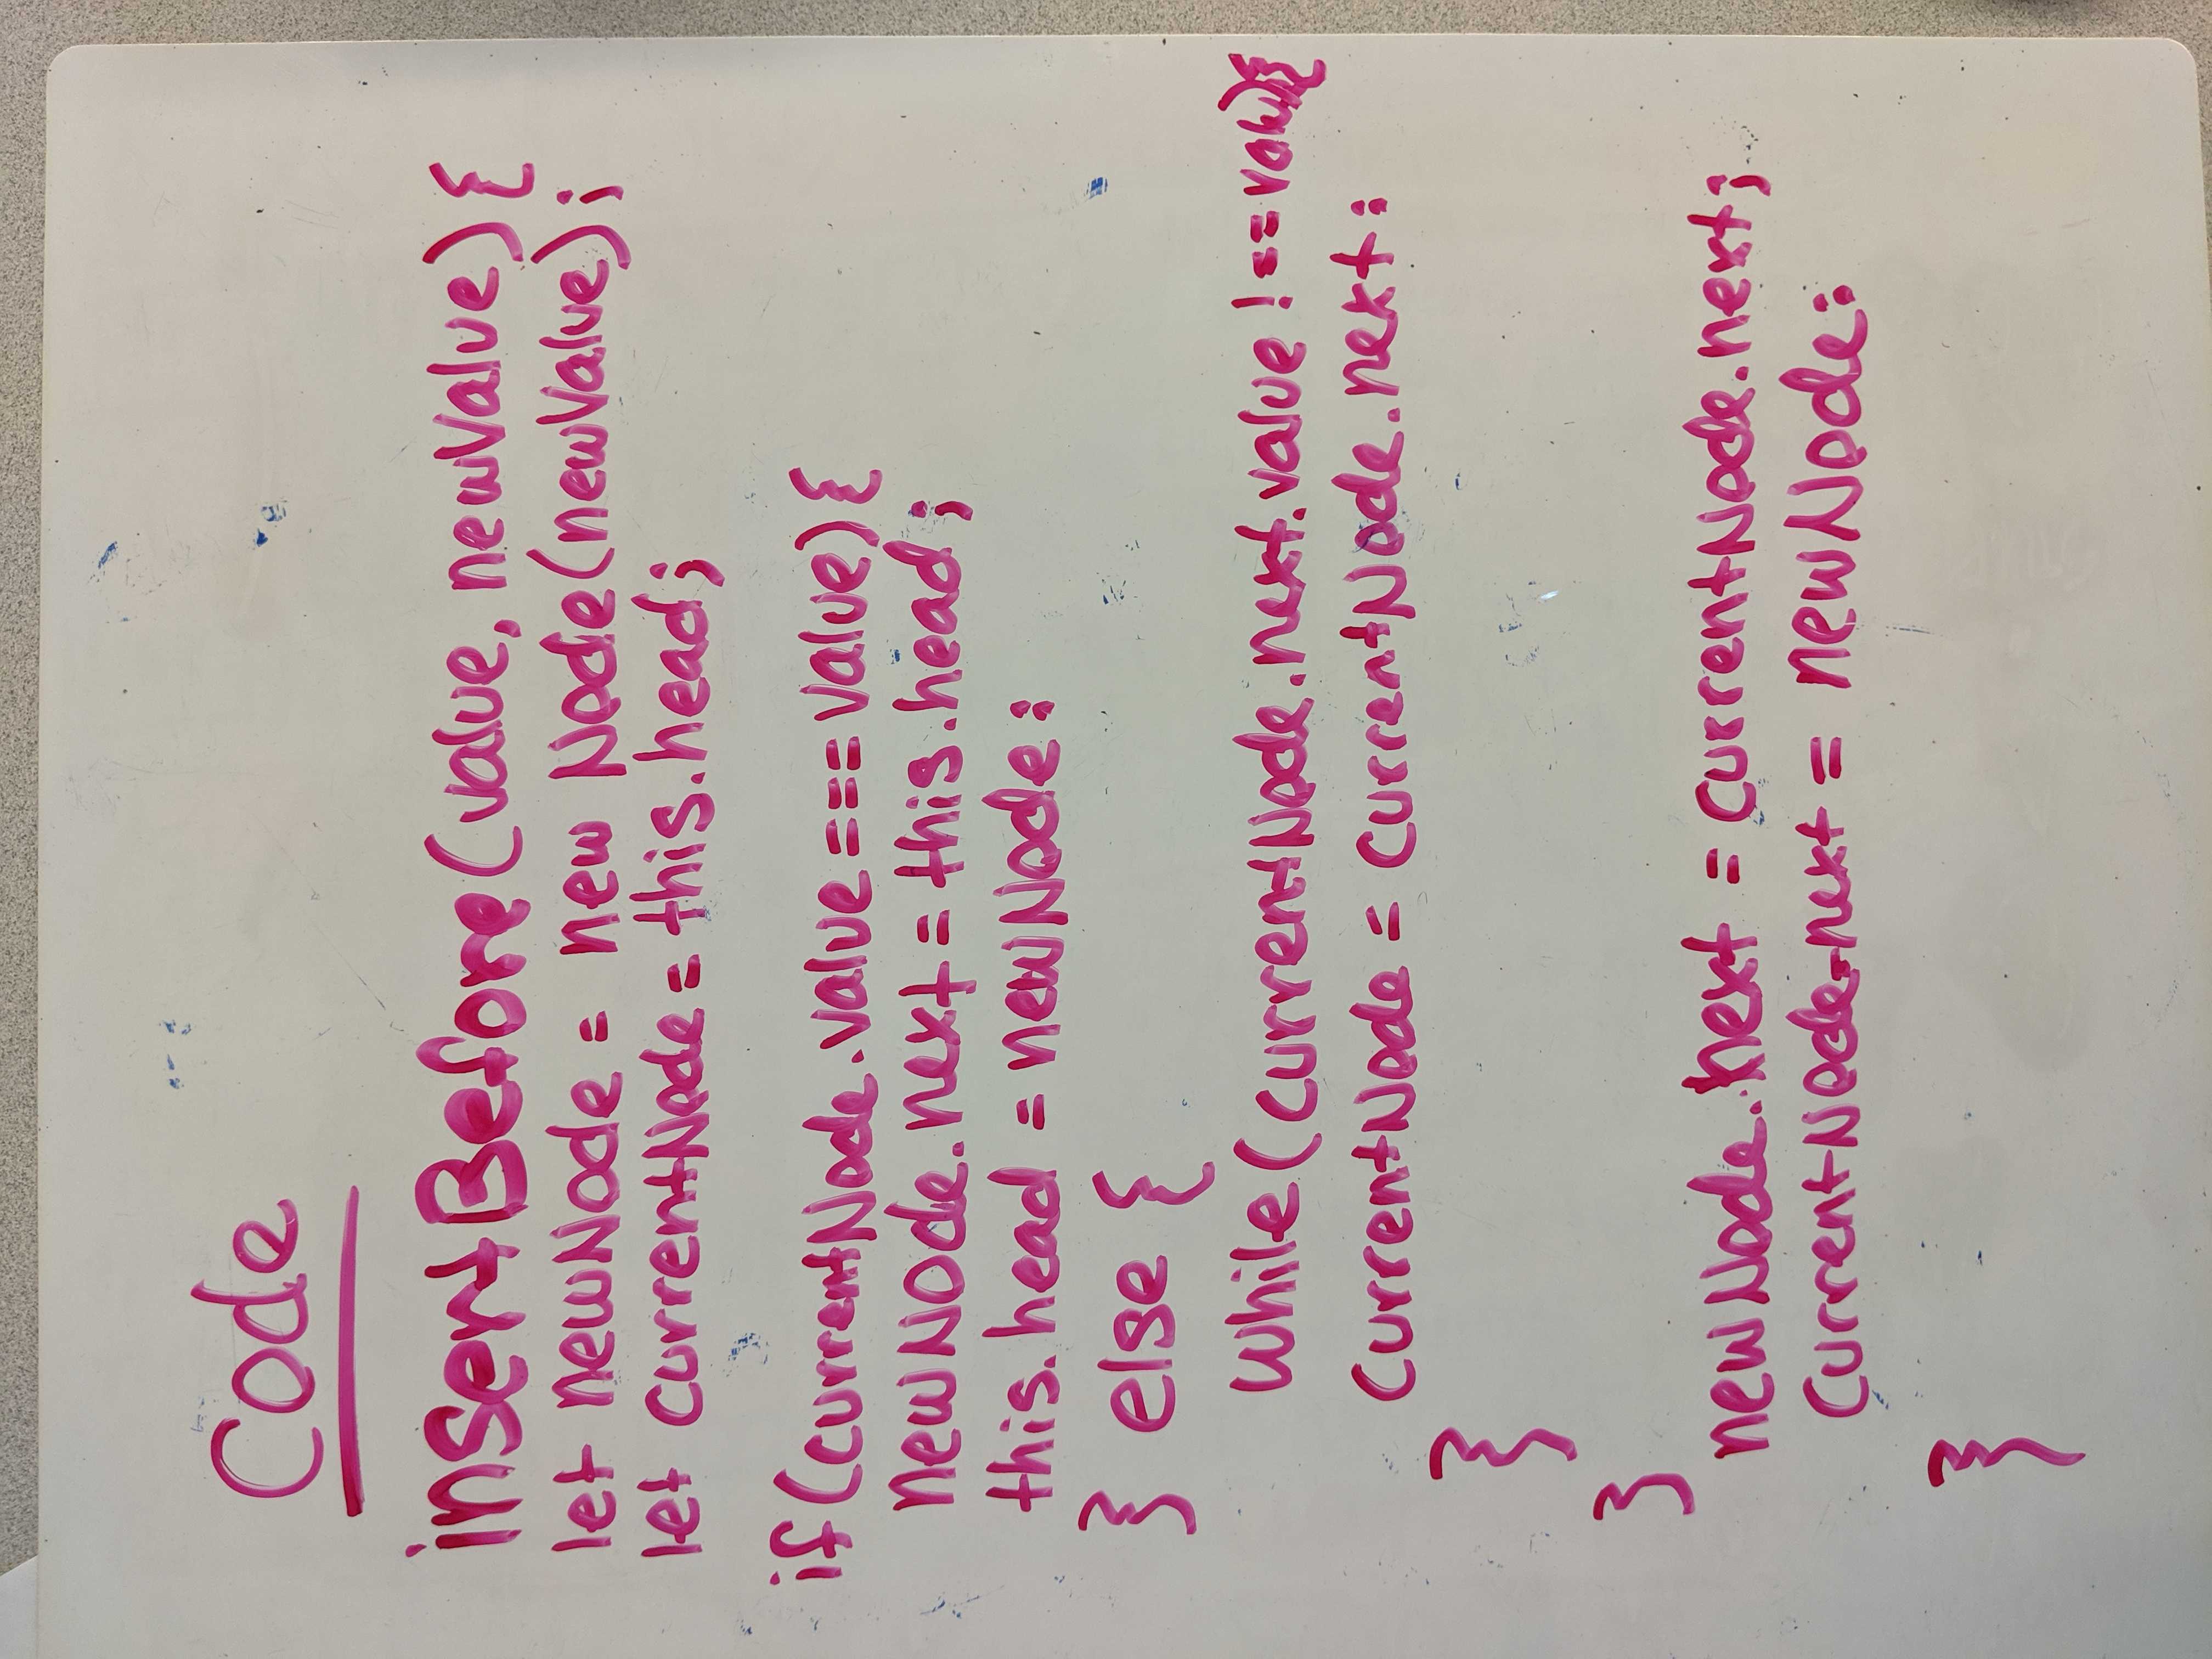 Code
insertBefore(value, newValue) {
let newNode = new Node(newValue);
let currentNode = this.head;
if (currentNode.value === value) {
newNode.next = this.head;
this.head = newNode;
} else {
while (currentNode.next.value !== value) {
currentNode = currentNode.next;
}
}
newNode.next = currentNode.next;
currentNode.next = newNode;
}